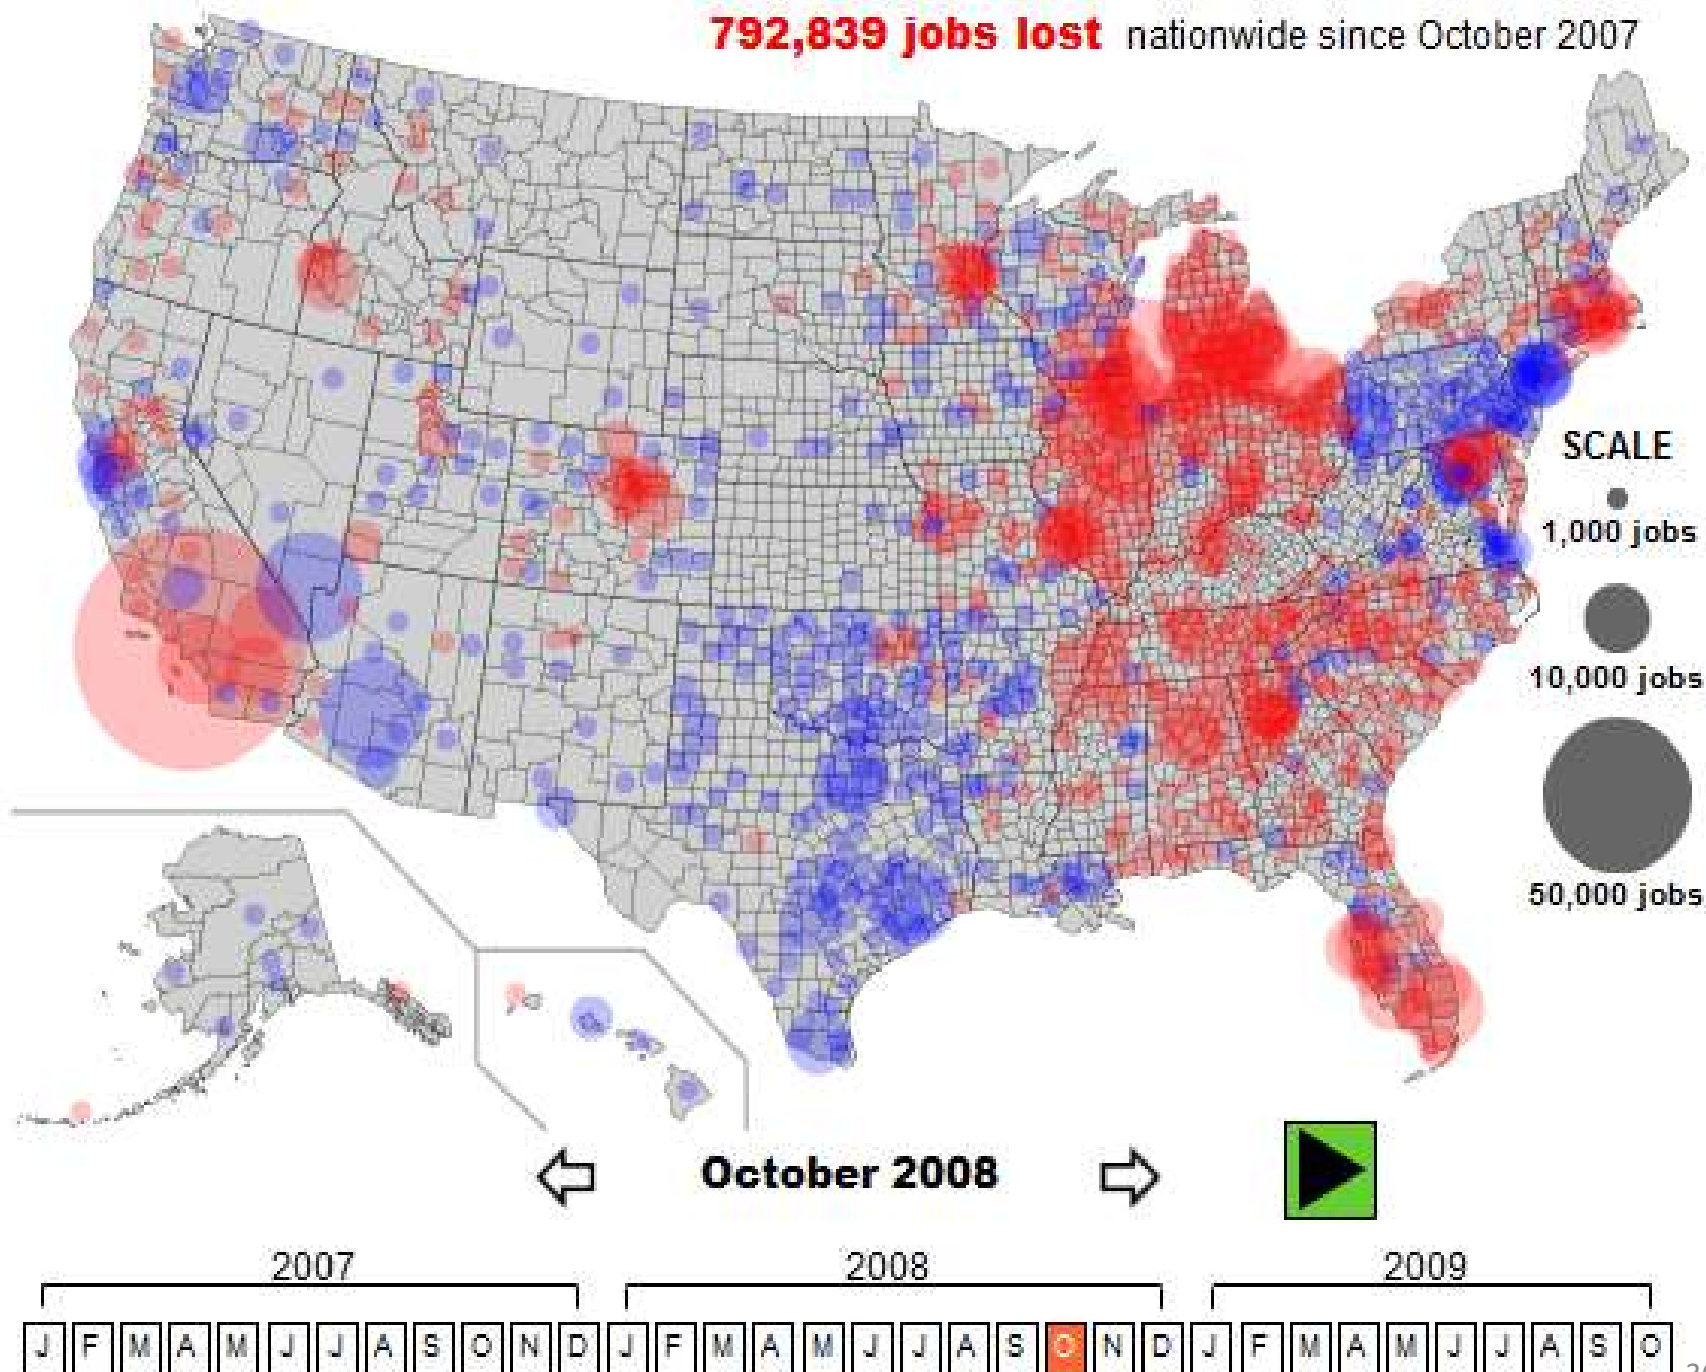 792,839 jobs lost nationwide since October 2007
SCALE
1,000 jobs
10,000 jobs
50,000 jobs
October 2008
2007 2008 2009
J F M A M J J A S O N D J F M A M J J A S O N D J F M A M J J A S O